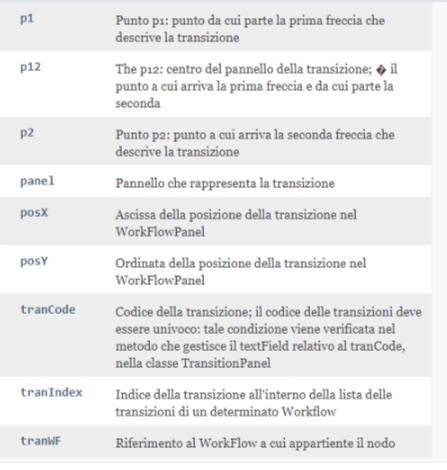 p1
Punto p1: punto da cui parte la prima freccia che
descrive la transizione
p12
The p12: centro del pannello della transizione; � il
punto a cui arriva la prima freccia e da cui parte la
seconda
p2
Punto p2: punto a cui arriva la seconda freccia che
descrive la transizione
panel
Pannello che rappresenta la transizione
posX
Ascissa della posizione della transizione nel
WorkFlowPanel
posY
Ordinata della posizione della transizione nel
WorkFlowPanel
tranCode
Codice della transizione; il codice delle transizioni deve
essere univoco: tale condizione viene verificata nel
metodo che gestisce il textField relativo al tranCode,
nella classe TransitionPanel
tranIndex
Indice della transizione all'interno della lista delle
transizioni di un determinato Workflow
tranWF
Riferimento al WorkFlow a cui appartiene il nodo